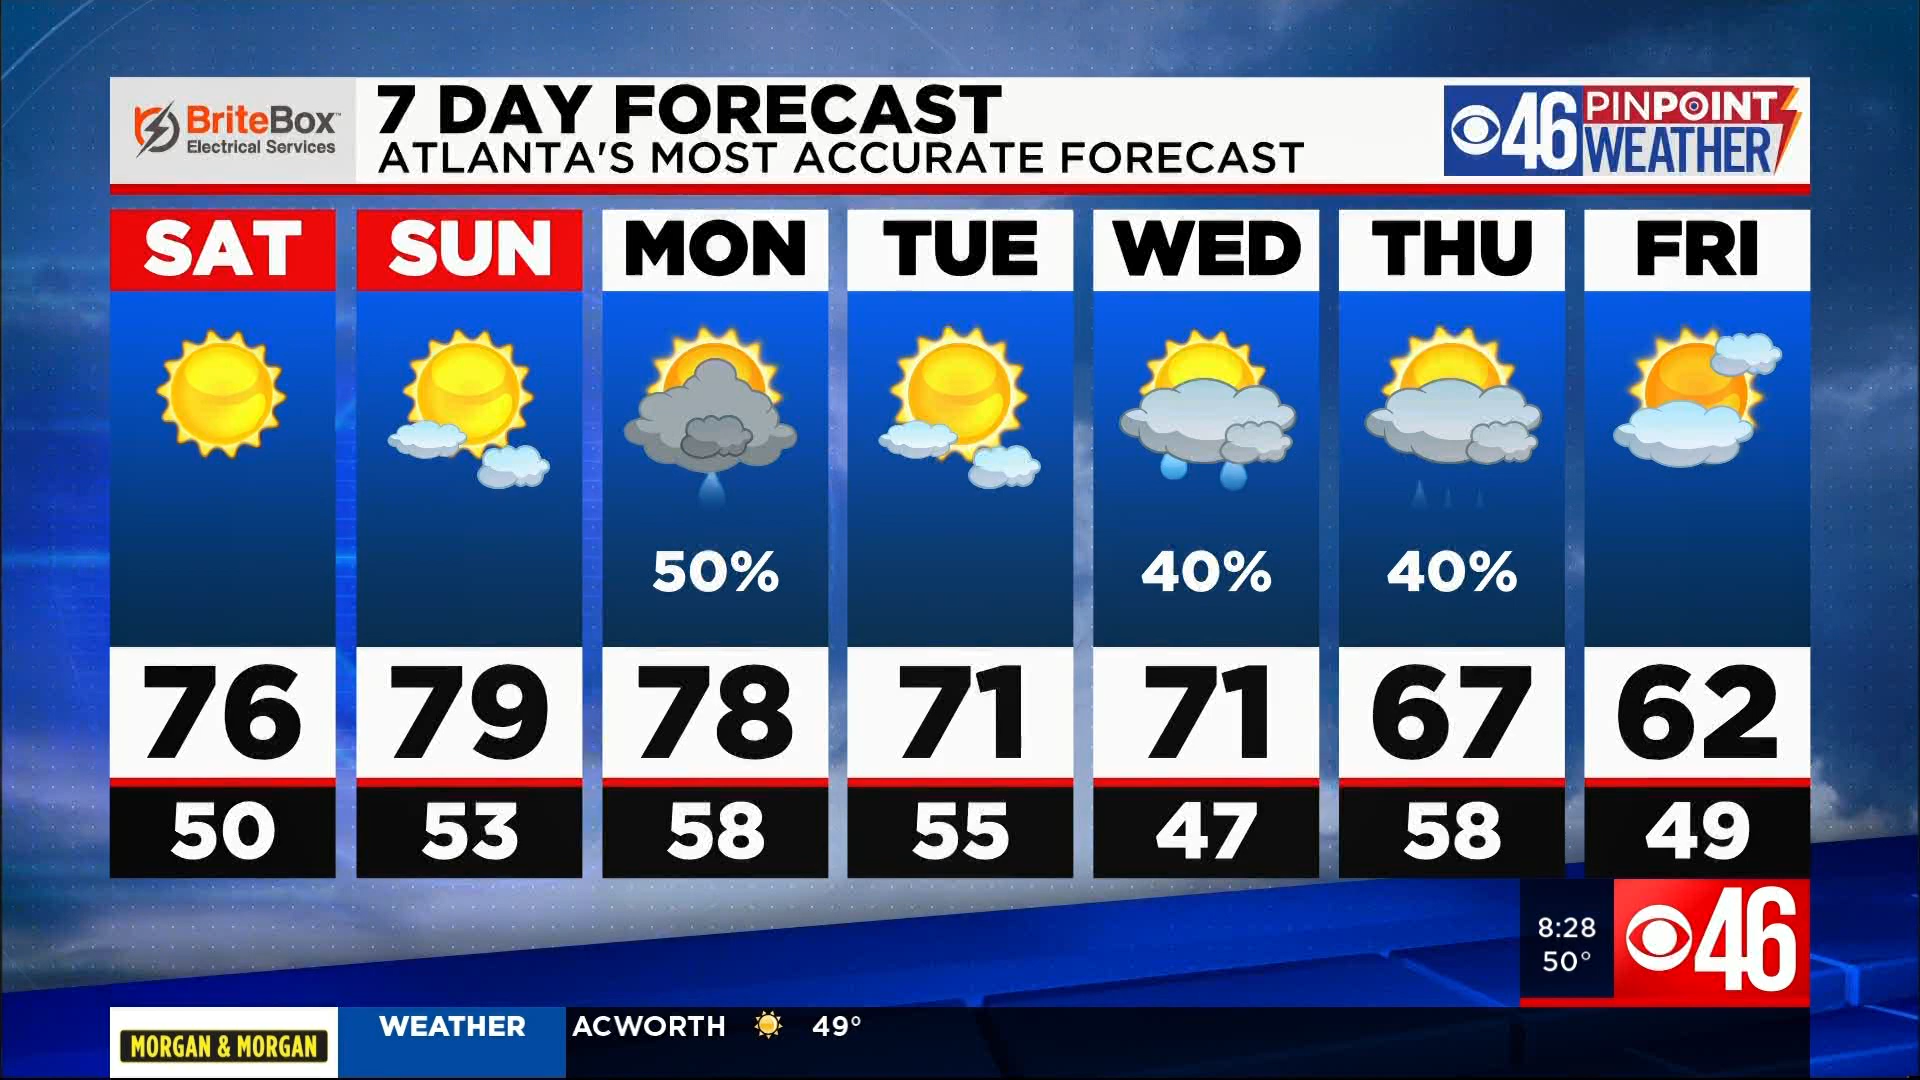 BriteBox™
Electrical Services
7 DAY FORECAST
ATLANTA'S MOST ACCURATE FORECAST
46 PINPOINT WEATHER
SAT SUN MON TUE WED THU FRI
50% 40% 40%
76 79 78 71 71 67 62
50 53 58 55 47 58 49
8:28
50°
46
MORGAN & MORGAN
WEATHER ACWORTH 49°